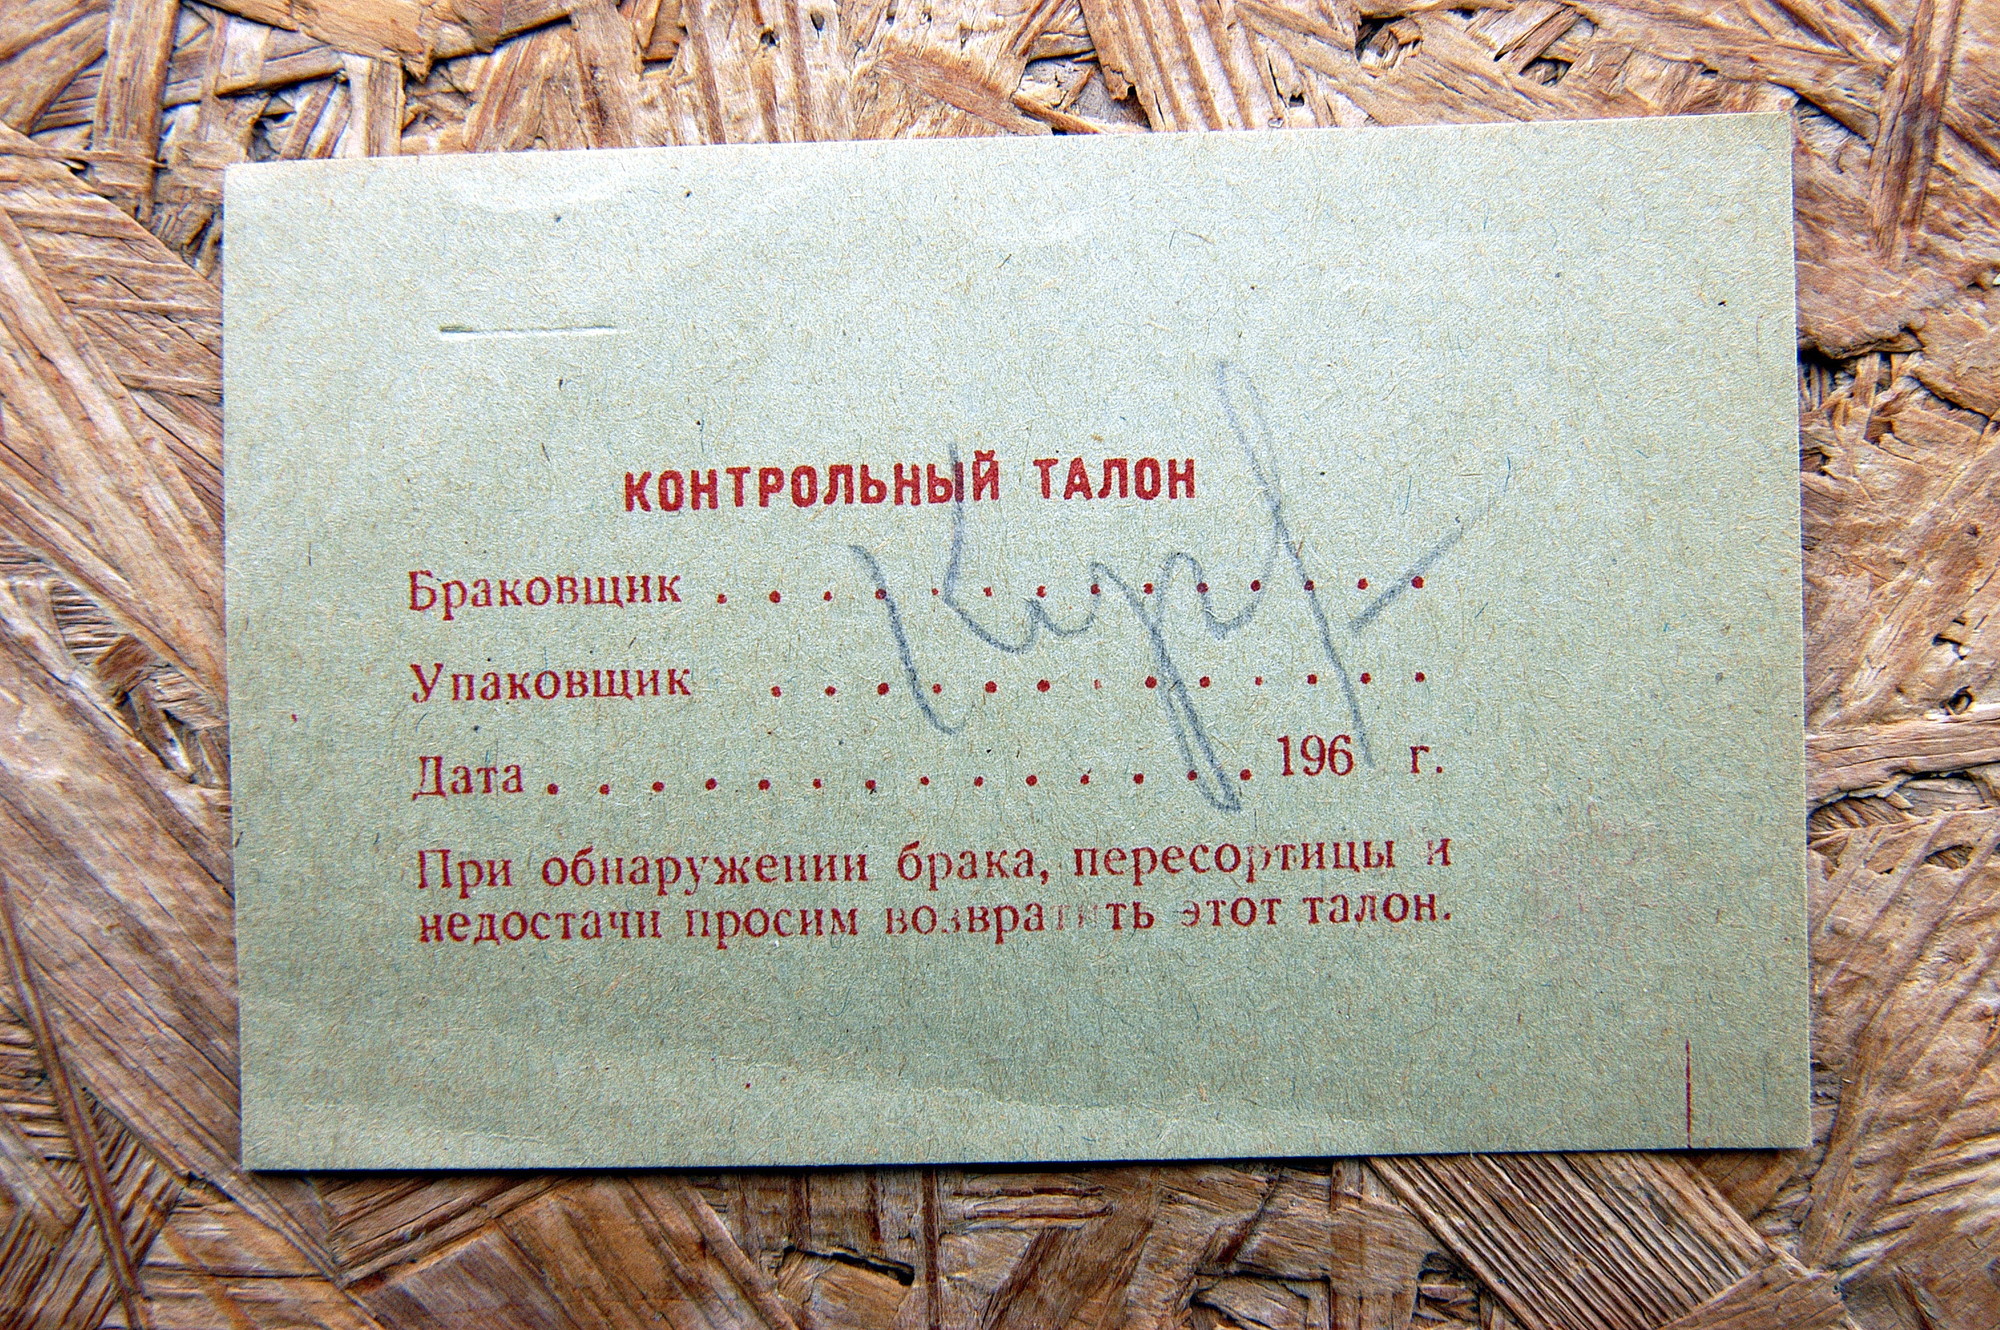 КОНТРОЛЬНЫЙ ТАЛОН
Браковщик . . . . . . . . . . . . . .
Упаковщик . . . . . . . . . . . . .
Дата . . . . . . . . . . . . . . 196 г.
При обнаружении брака, пересортицы и
недостачи просим возвратить этот талон.